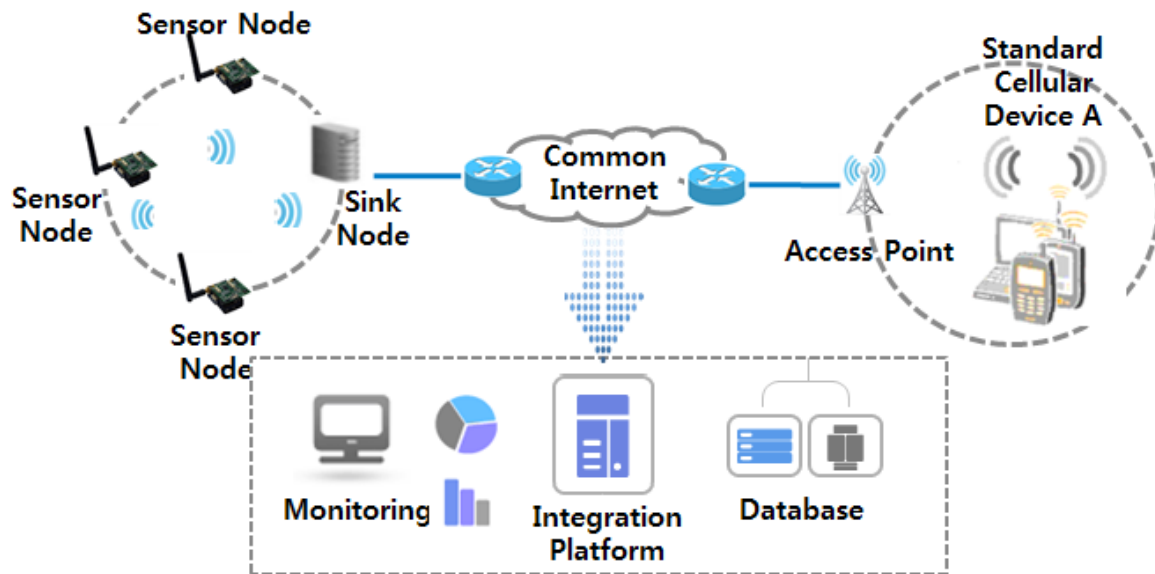 Sensor Node
Sensor
Node
Sensor
Node
Sink
Node
Common
Internet
Access Point
Standard
Cellular
Device A
Monitoring
Integration
Platform
Database